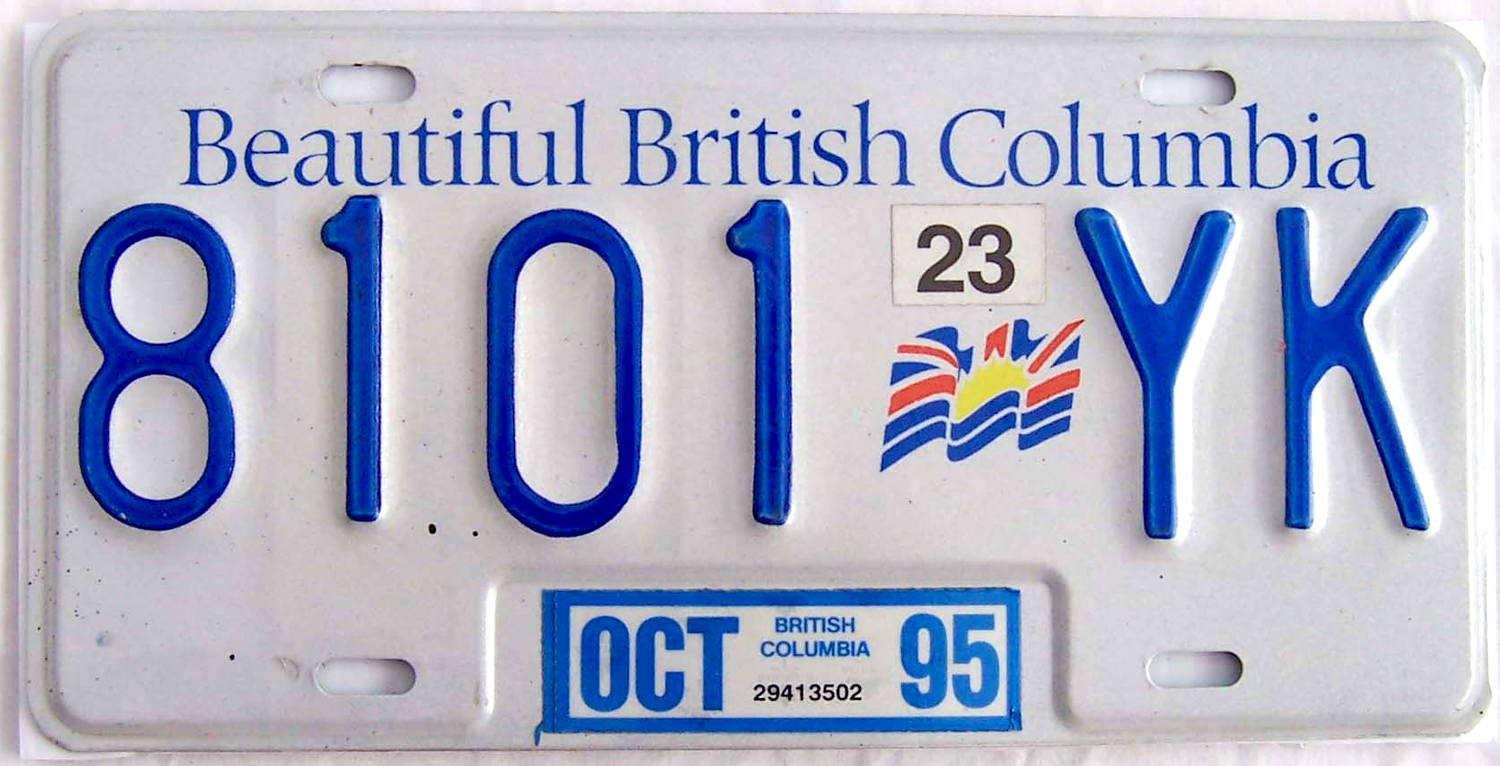 Beautiful British Columbia
8101 YK
23
OCT 95
BRITISH
COLUMBIA
29413502